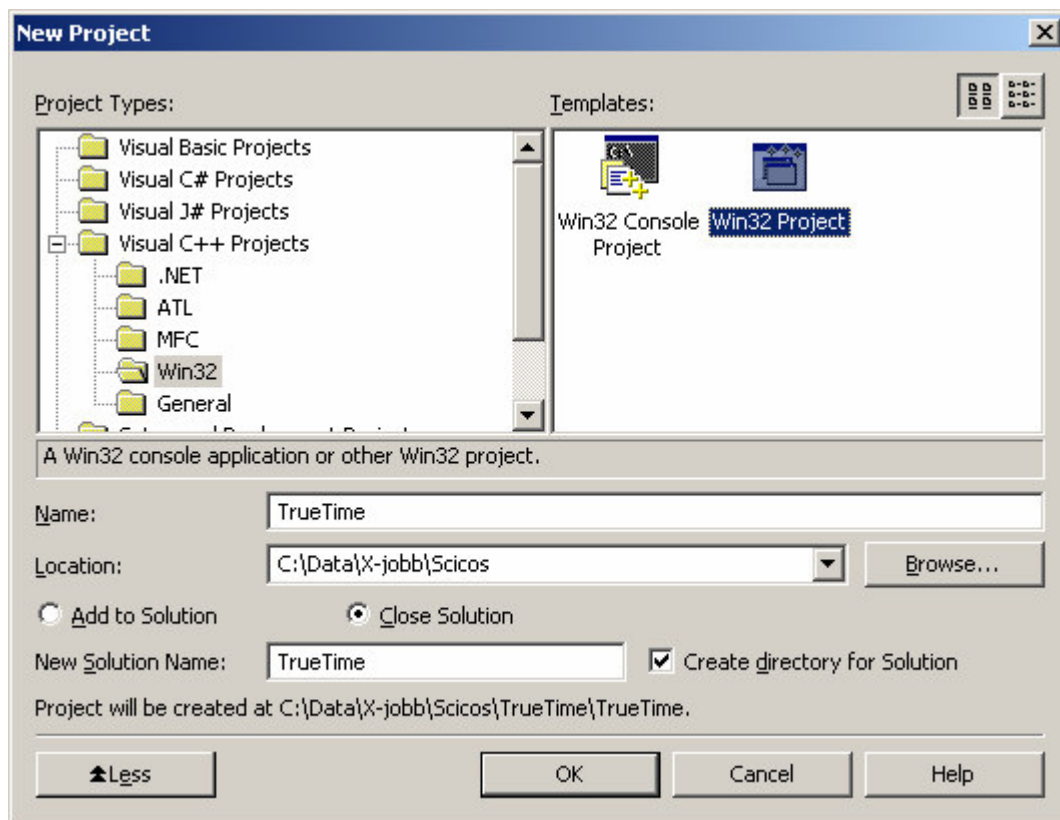 New Project
Project Types:
Templates:
Visual Basic Projects
Visual C# Projects
Visual J# Projects
Visual C++ Projects
.NET
ATL
MFC
Win32
General
Win32 Console
Project
Win32 Project
A Win32 console application or other Win32 project.
Name:
TrueTime
Location:
C:\Data\X-jobb\Scicos
Browse...
Add to Solution
Close Solution
New Solution Name:
TrueTime
Create directory for Solution
Project will be created at C:\Data\X-jobb\Scicos\TrueTime\TrueTime.
Less
OK
Cancel
Help